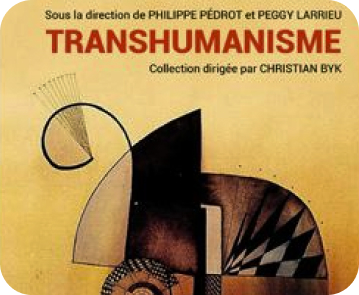 Sous la direction de PHILIPPE PÉDROT et PEGGY LARRIEU
TRANSHUMANISME
Collection dirigée par CHRISTIAN BYK